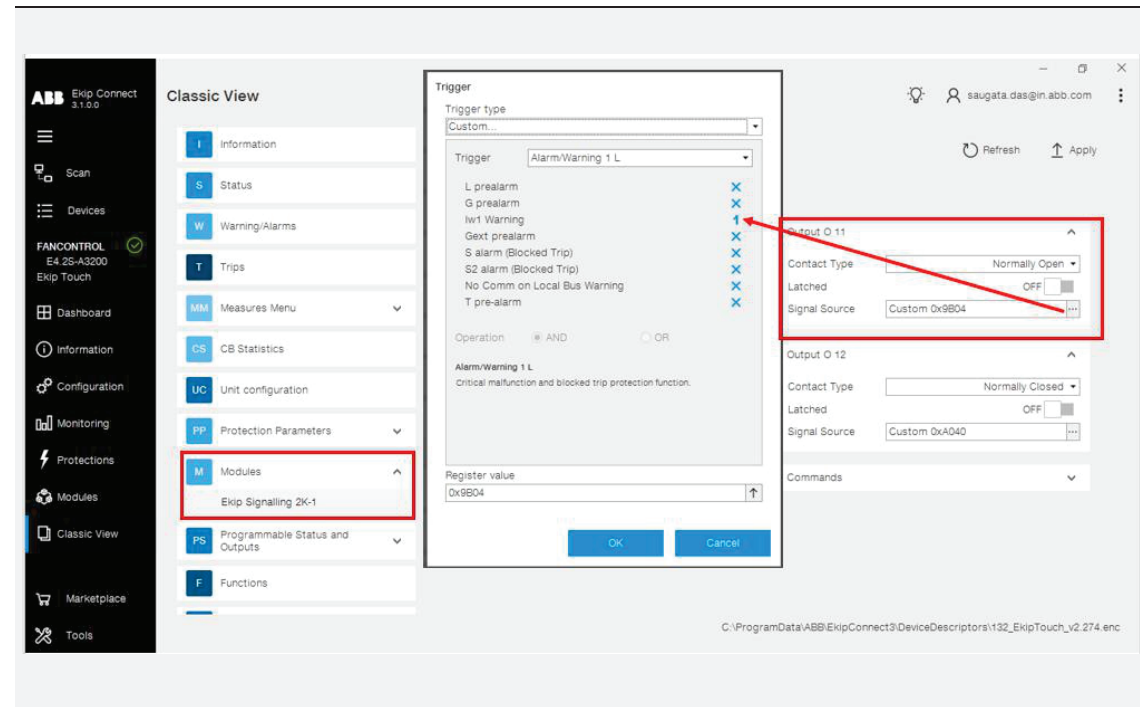 ABB Ekip Connect
3.1.0.0
Scan
Devices
FANCONTROL
E4.2S-A3200
Ekip Touch
Dashboard
Information
Configuration
Monitoring
Protections
Modules
Classic View
Marketplace
Tools
Classic View
I Information
S Status
W Warning/Alarms
T Trips
MM Measures Menu
CS CB Statistics
UC Unit configuration
PP Protection Parameters
M Modules
Ekip Signalling 2K-1
PS Programmable Status and
Outputs
F Functions
Trigger
Trigger type
Custom...
Trigger Alarm/Warning 1 L
L prealarm X
G prealarm X
Iw1 Warning 1
Gext prealarm X
S alarm (Blocked Trip) X
S2 alarm (Blocked Trip) X
No Comm on Local Bus Warning X
T pre-alarm X
Operation AND OR
Alarm/Warning 1 L
Critical malfunction and blocked trip protection function.
Register value
0x9B04
OK Cancel
saugata.das@in.abb.com
Refresh Apply
Output O 11
Contact Type Normally Open
Latched OFF
Signal Source Custom 0x9B04 ...
Output O 12
Contact Type Normally Closed
Latched OFF
Signal Source Custom 0xA040 ...
Commands
C:\ProgramData\ABB\EkipConnect3\DeviceDescriptors\132_EkipTouch_v2.274.enc